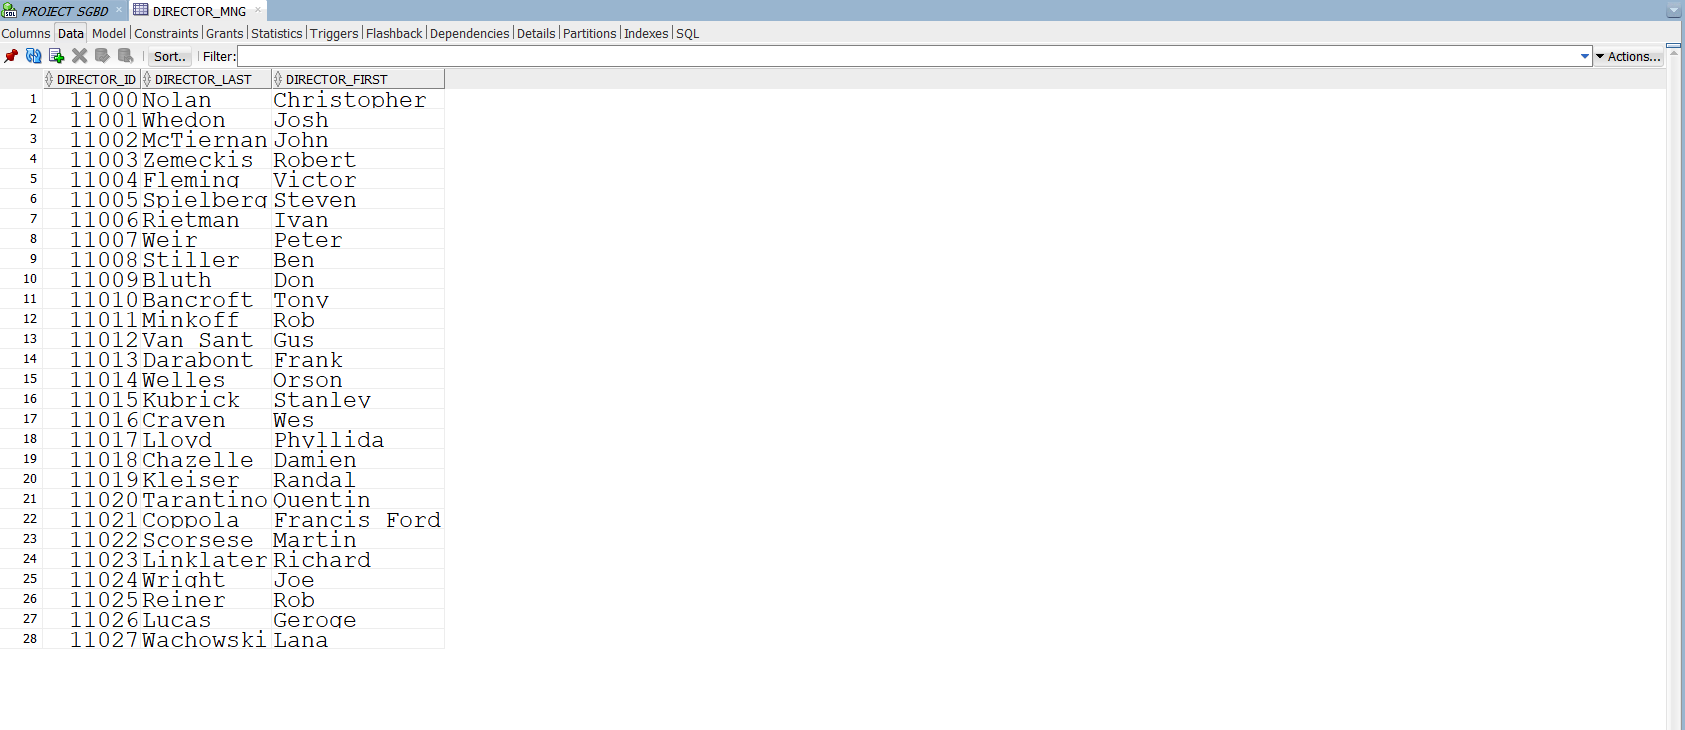 PROIECT SGBD × DIRECTOR_MNG ×
Columns Data Model Constraints Grants Statistics Triggers Flashback Dependencies Details Partitions Indexes SQL
Sort.. Filter: Actions...
DIRECTOR_ID DIRECTOR_LAST DIRECTOR_FIRST
1 11000 Nolan Christopher
2 11001 Whedon Josh
3 11002 McTiernan John
4 11003 Zemeckis Robert
5 11004 Fleming Victor
6 11005 Spielberg Steven
7 11006 Rietman Ivan
8 11007 Weir Peter
9 11008 Stiller Ben
10 11009 Bluth Don
11 11010 Bancroft Tony
12 11011 Minkoff Rob
13 11012 Van Sant Gus
14 11013 Darabont Frank
15 11014 Welles Orson
16 11015 Kubrick Stanley
17 11016 Craven Wes
18 11017 Lloyd Phyllida
19 11018 Chazelle Damien
20 11019 Kleiser Randal
21 11020 Tarantino Quentin
22 11021 Coppola Francis Ford
23 11022 Scorsese Martin
24 11023 Linklater Richard
25 11024 Wright Joe
26 11025 Reiner Rob
27 11026 Lucas Geroge
28 11027 Wachowski Lana